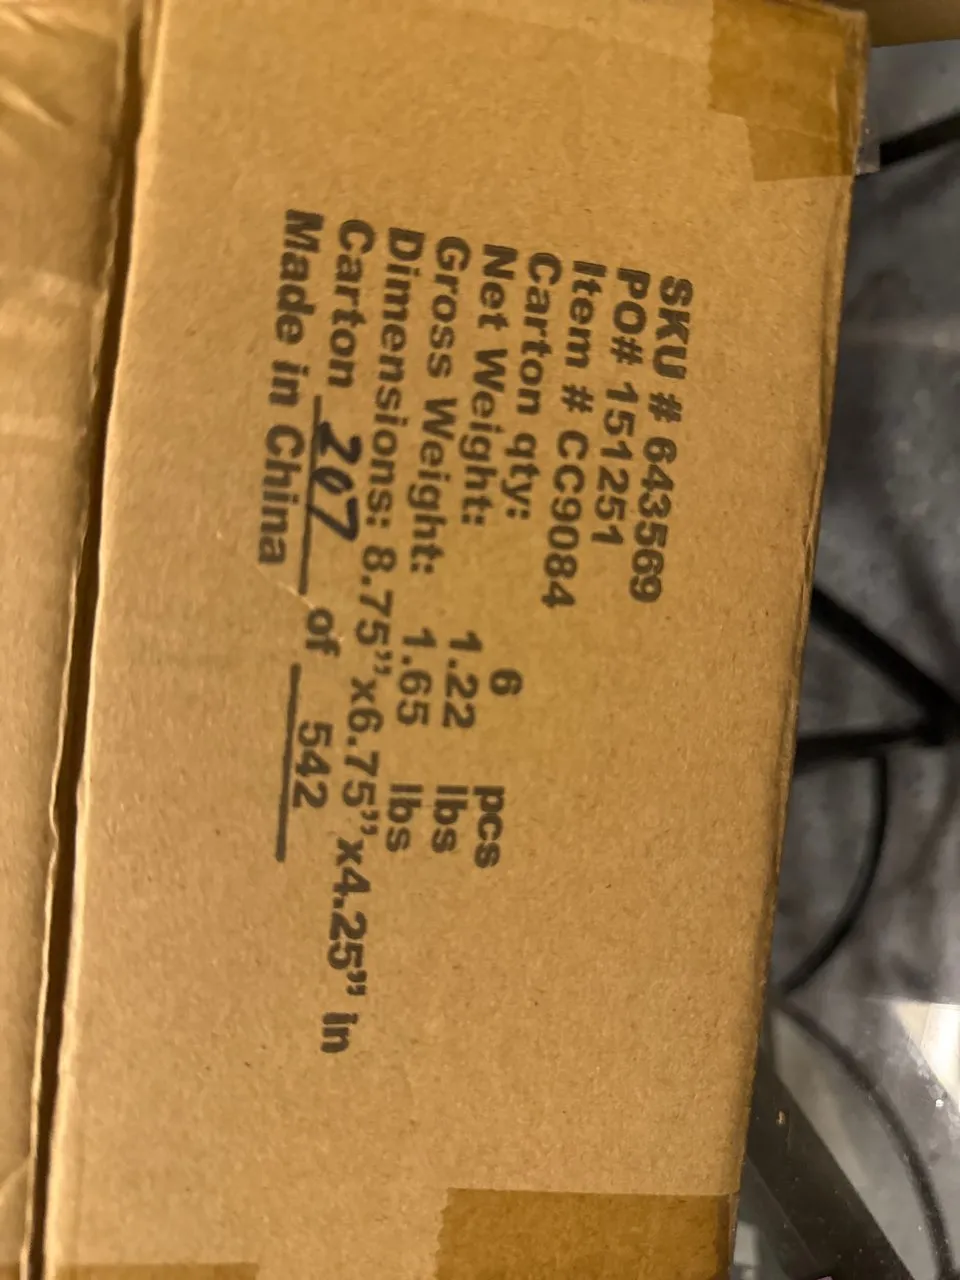 SKU # 643569
PO# 151251
Item # CC9084
Carton qty: 6 pcs
Net Weight: 1.22 lbs
Gross Weight: 1.65 lbs
Dimensions: 8.75”x6.75”x4.25” in
Carton 207 of 542
Made in China